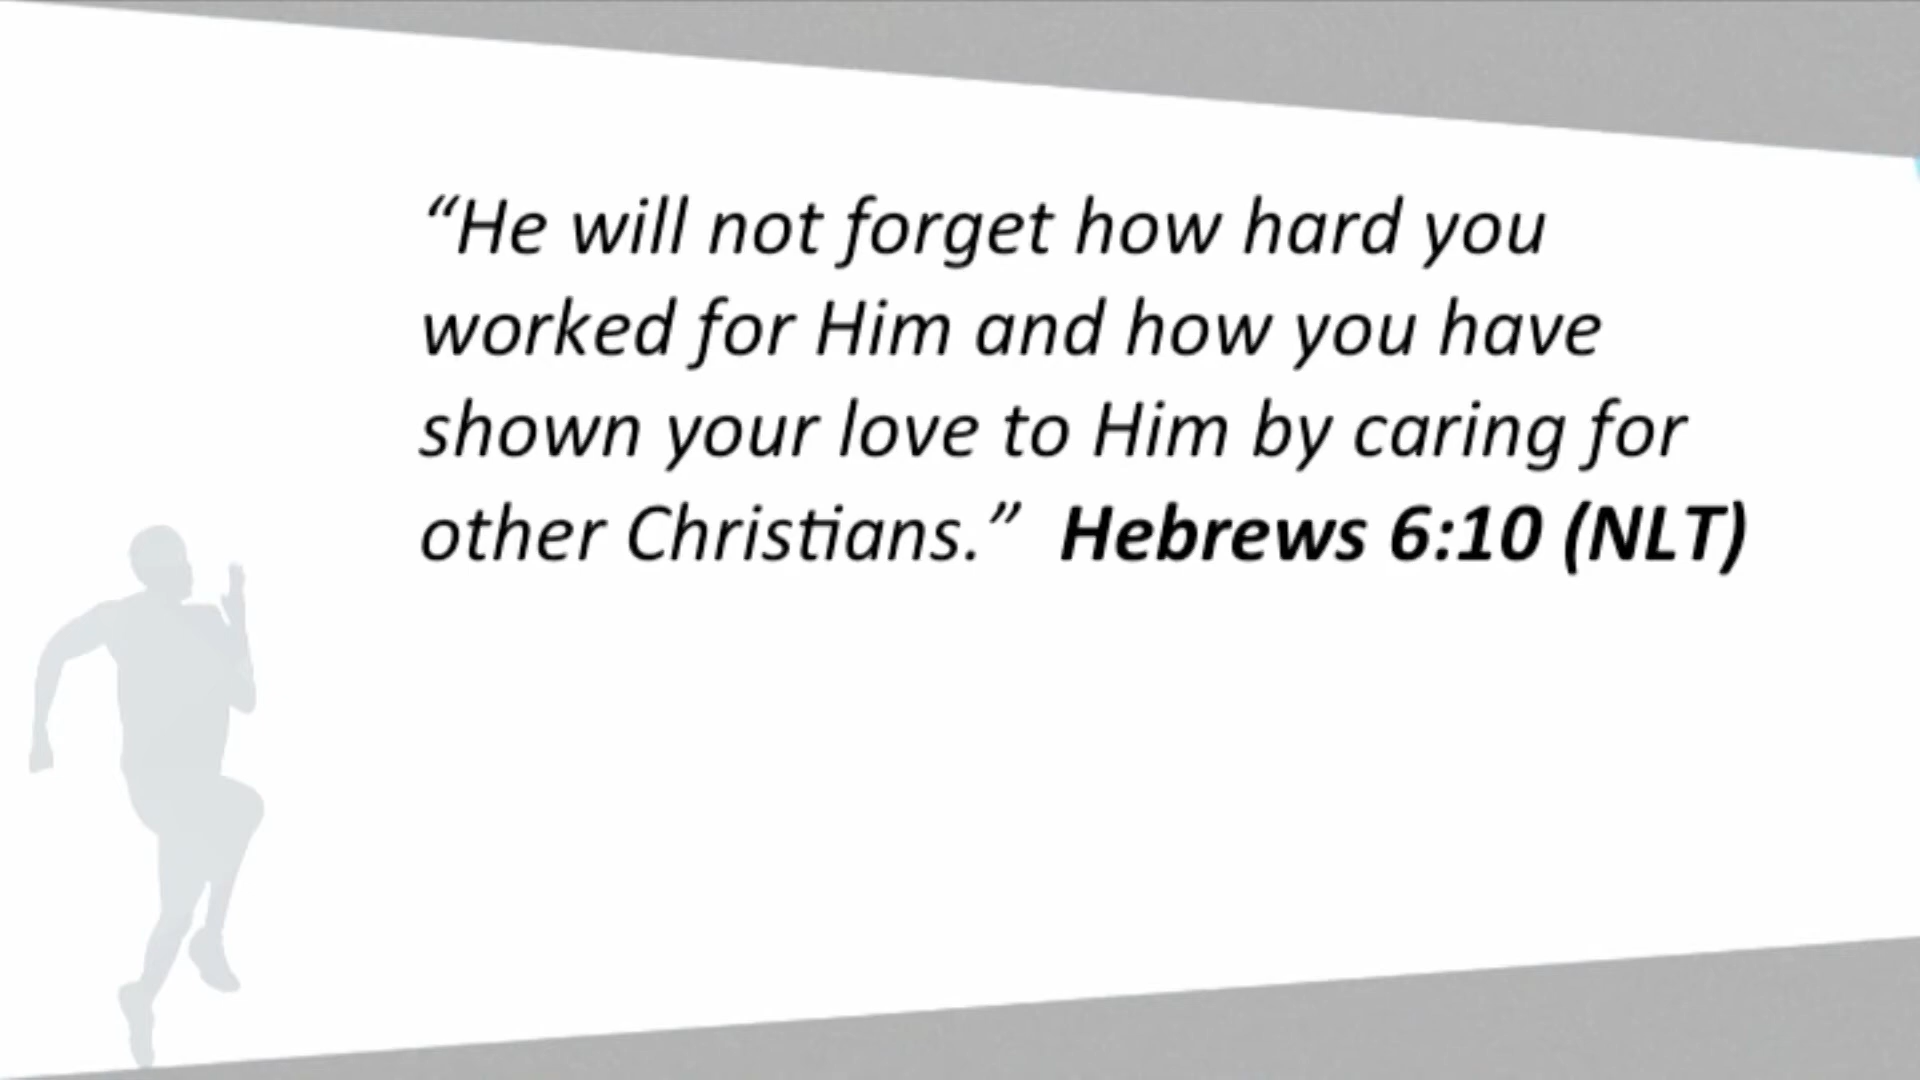 “He will not forget how hard you
worked for Him and how you have
shown your love to Him by caring for
other Christians.” Hebrews 6:10 (NLT)